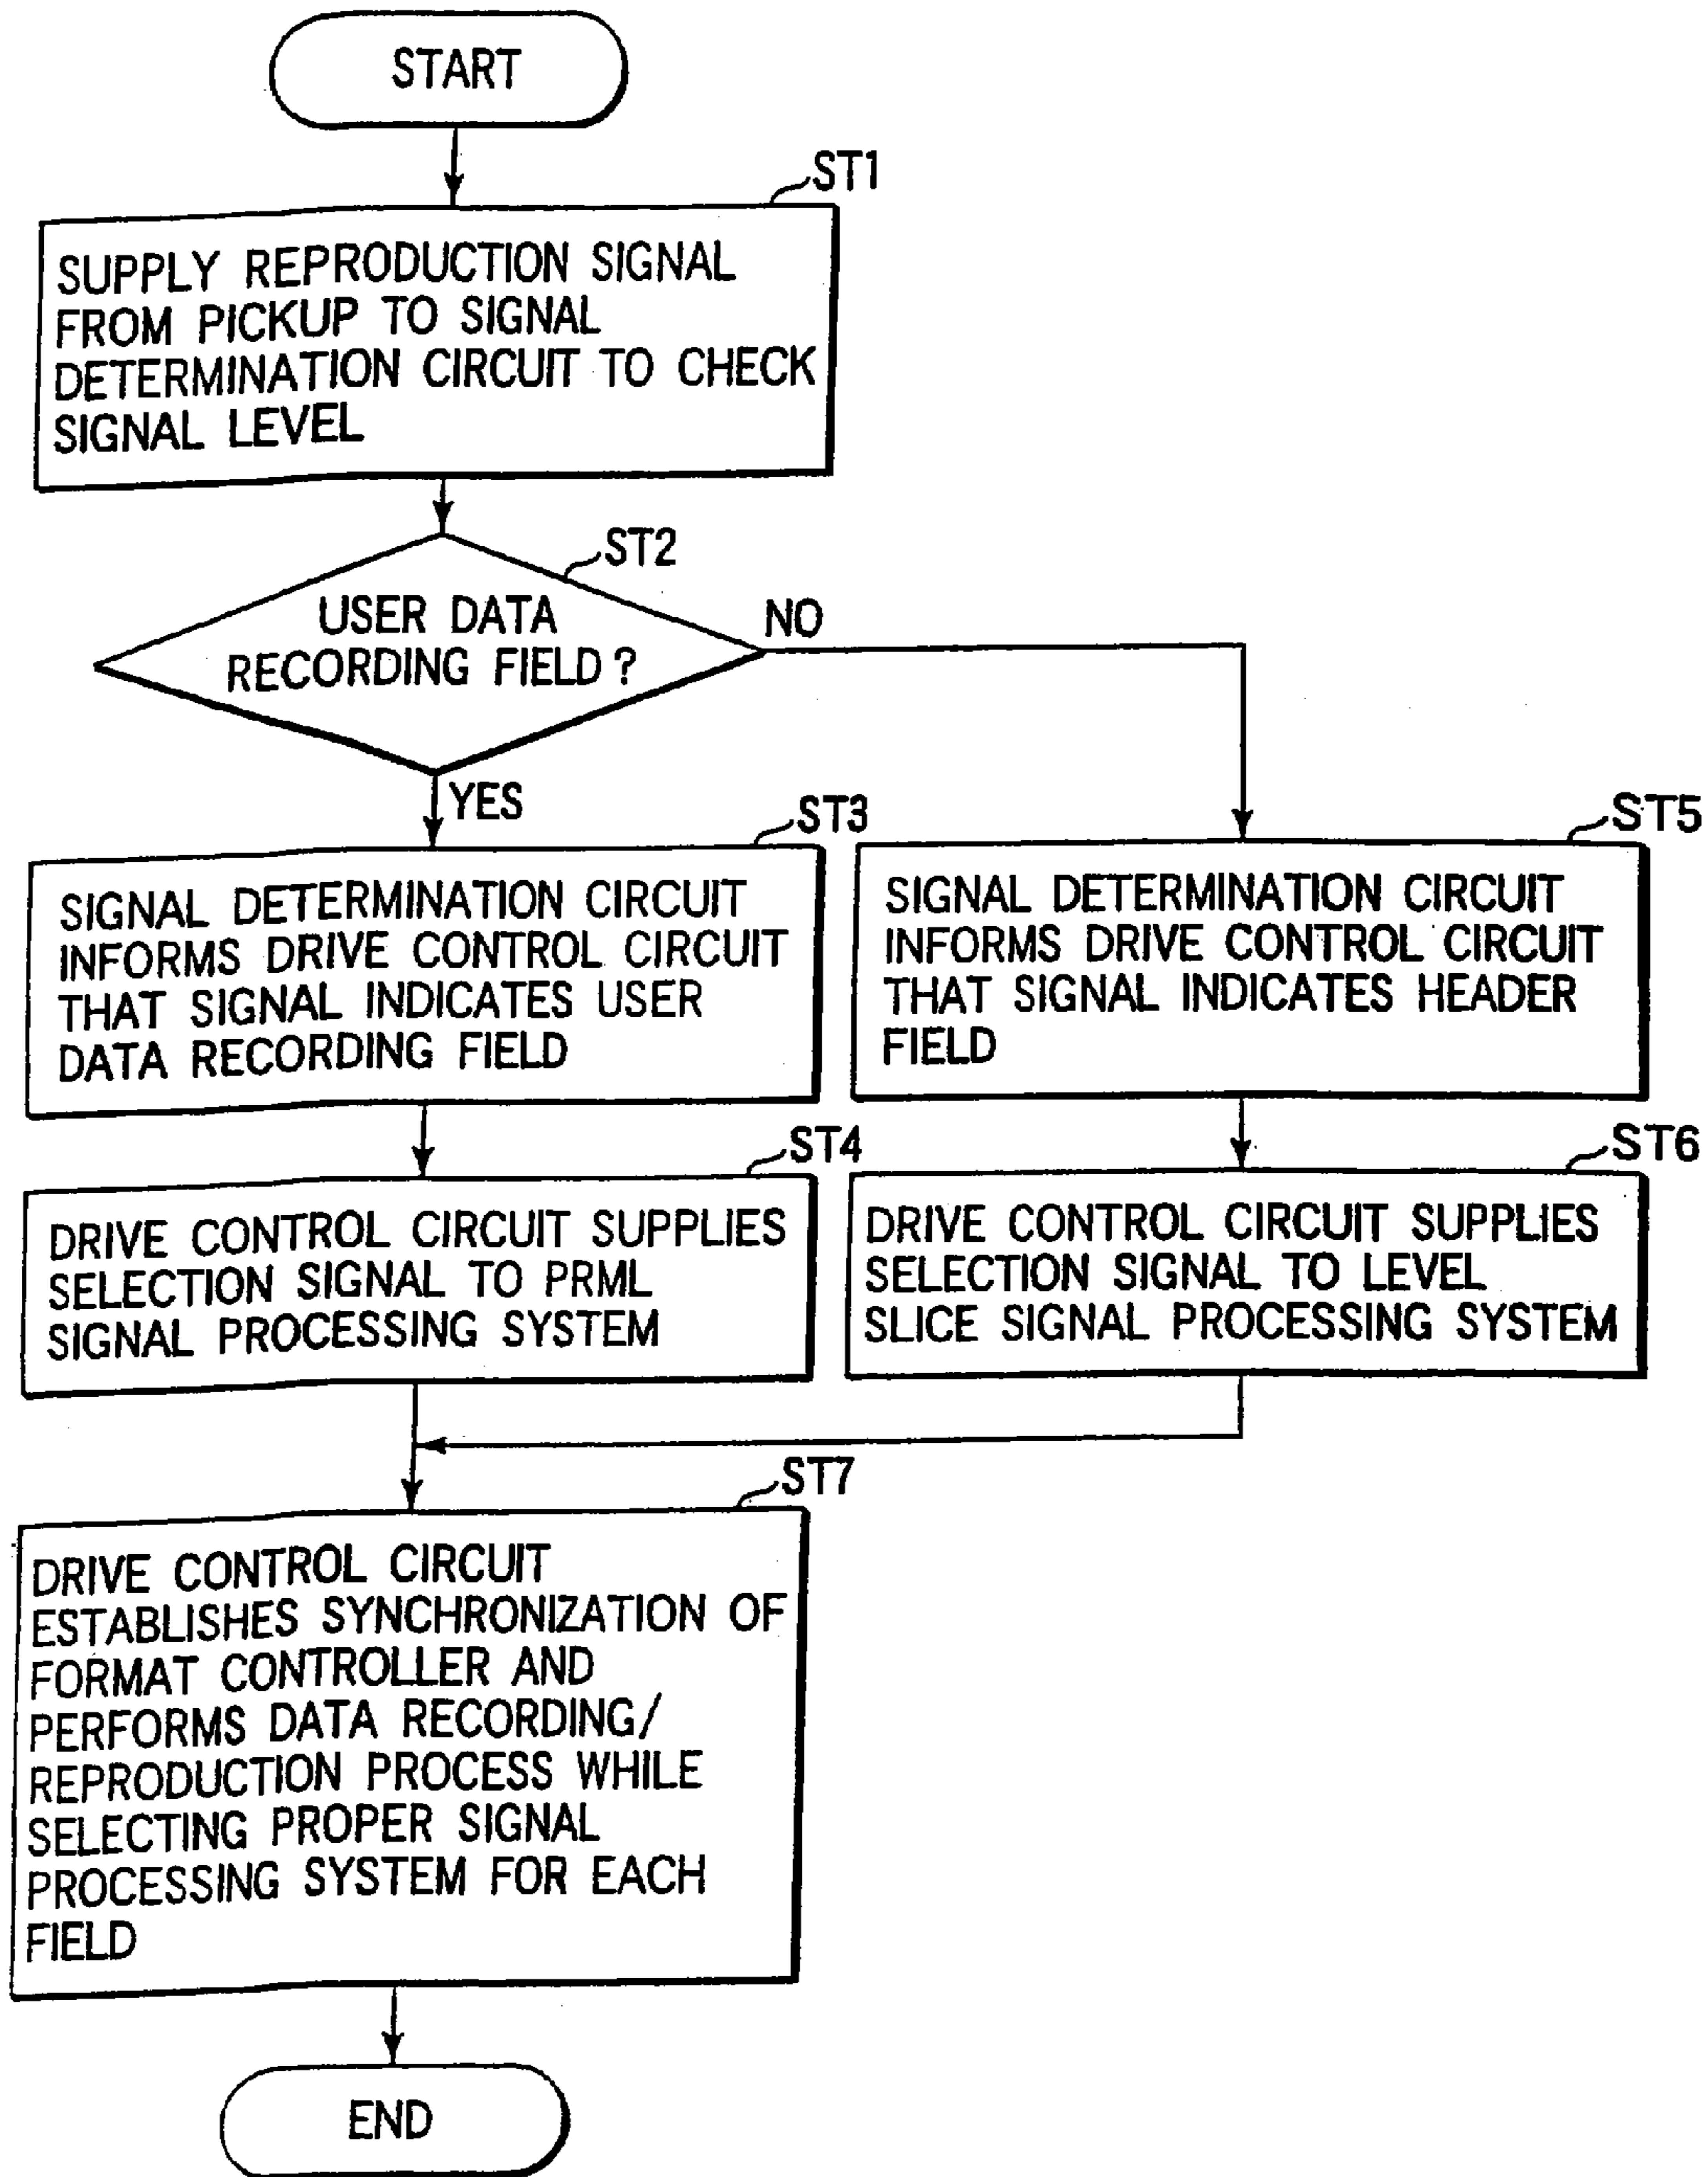 START
ST1
SUPPLY REPRODUCTION SIGNAL
FROM PICKUP TO SIGNAL
DETERMINATION CIRCUIT TO CHECK
SIGNAL LEVEL
ST2
USER DATA
RECORDING FIELD?
NO
YES
ST3
SIGNAL DETERMINATION CIRCUIT
INFORMS DRIVE CONTROL CIRCUIT
THAT SIGNAL INDICATES USER
DATA RECORDING FIELD
ST5
SIGNAL DETERMINATION CIRCUIT
INFORMS DRIVE CONTROL CIRCUIT
THAT SIGNAL INDICATES HEADER
FIELD
ST4
DRIVE CONTROL CIRCUIT SUPPLIES
SELECTION SIGNAL TO PRML
SIGNAL PROCESSING SYSTEM
ST6
DRIVE CONTROL CIRCUIT SUPPLIES
SELECTION SIGNAL TO LEVEL
SLICE SIGNAL PROCESSING SYSTEM
ST7
DRIVE CONTROL CIRCUIT
ESTABLISHES SYNCHRONIZATION OF
FORMAT CONTROLLER AND
PERFORMS DATA RECORDING/
REPRODUCTION PROCESS WHILE
SELECTING PROPER SIGNAL
PROCESSING SYSTEM FOR EACH
FIELD
END